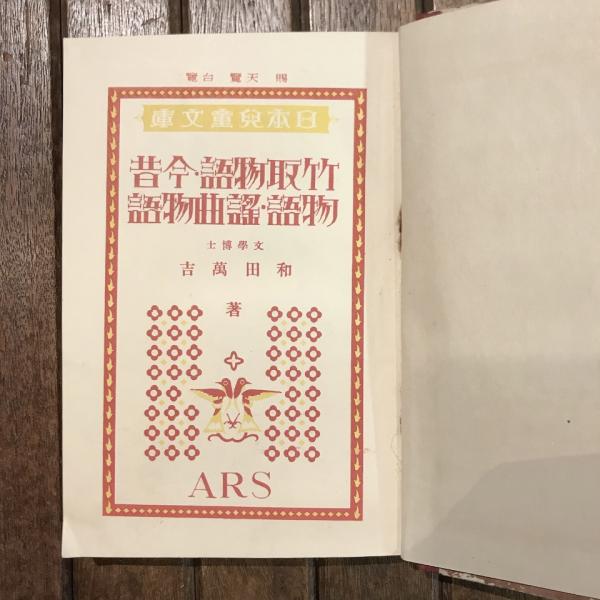 賜 天覽 台覽
日本兒童文庫
竹取物語・今昔
物語・謠曲物語
文學博士
和田萬吉
著
ARS